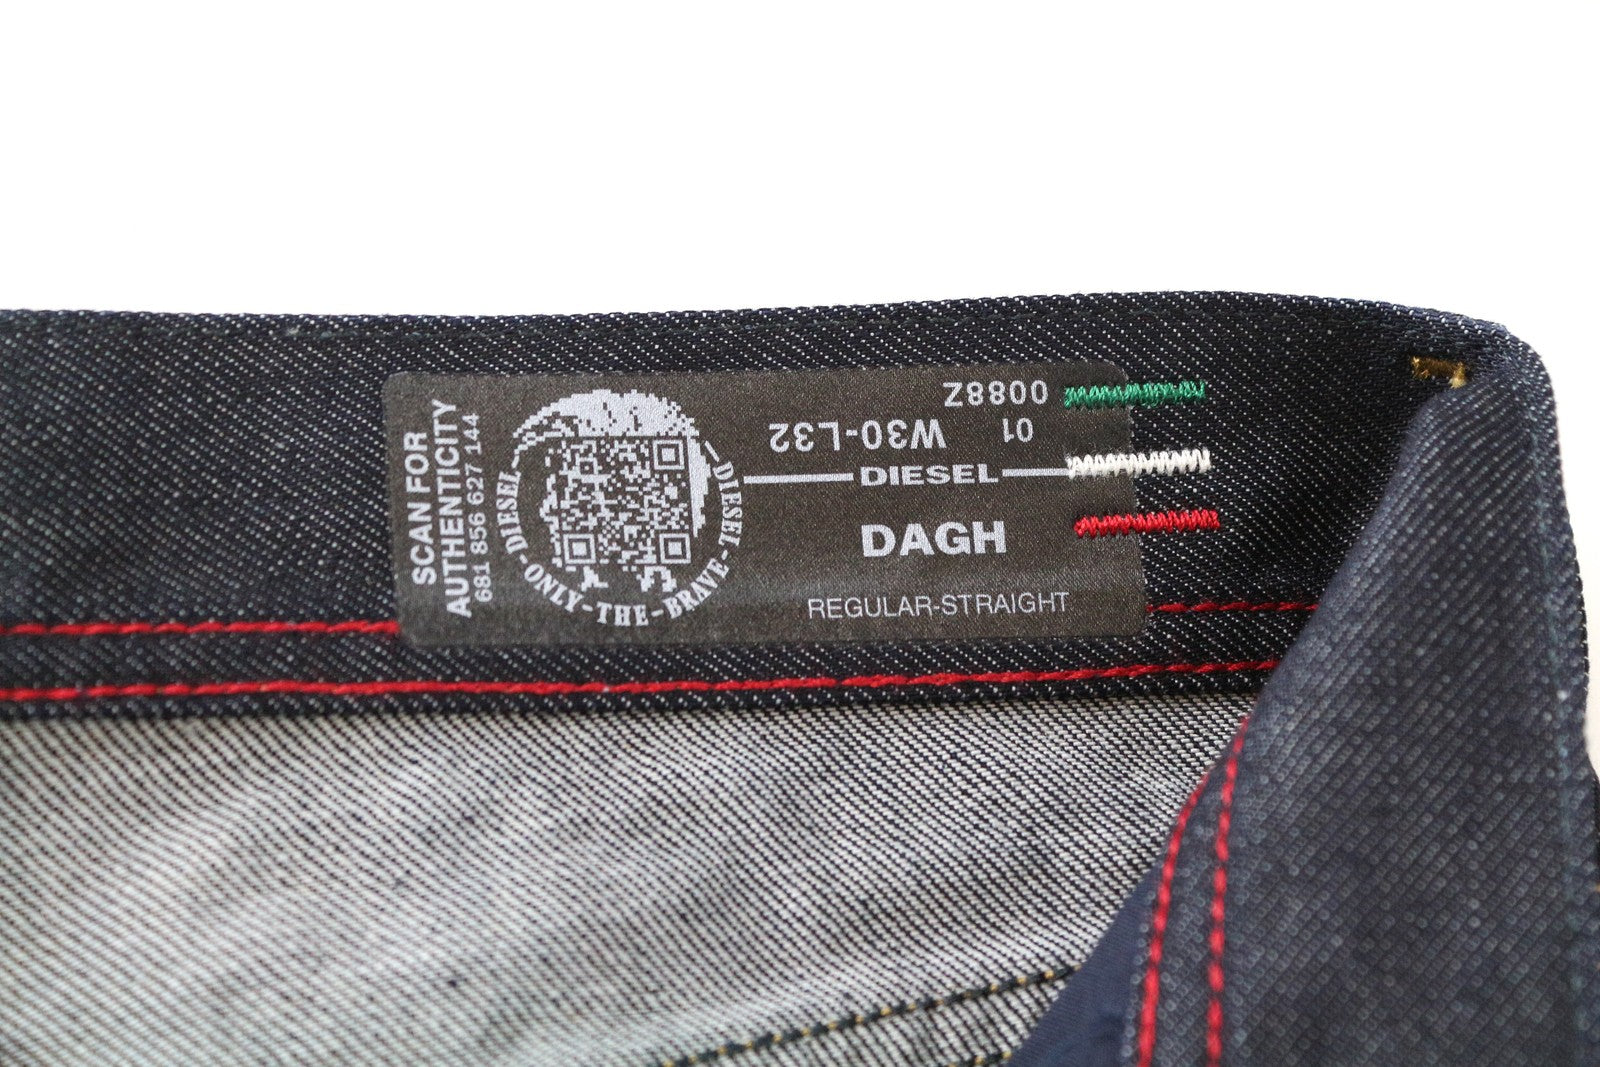 SCAN FOR
AUTHENTICITY
681 856 627 144
DIESEL-ONLY-THE-BRAVE-DIESEL-
0088Z
01
W30-L32
DIESEL
DAGH
REGULAR-STRAIGHT